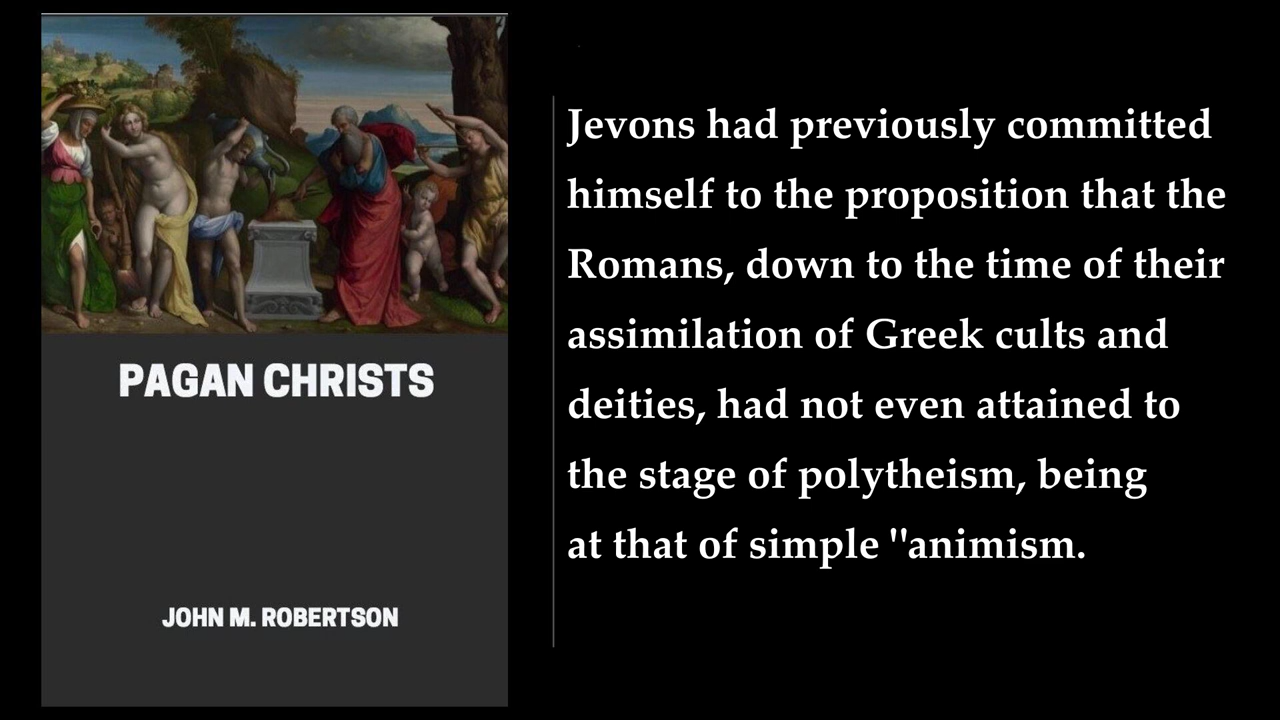 PAGAN CHRISTS
JOHN M. ROBERTSON
Jevons had previously committed
himself to the proposition that the
Romans, down to the time of their
assimilation of Greek cults and
deities, had not even attained to
the stage of polytheism, being
at that of simple "animism.